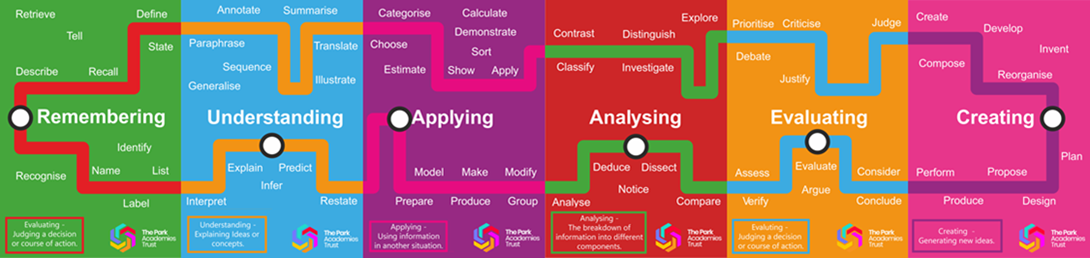 Retrieve
Define
Tell
State
Describe
Recall
Remembering
Identify
Recognise
Name
List
Label
Evaluating -
Judging a decision
or course of action.
The Park
Academies
Trust
Annotate
Summarise
Paraphrase
Translate
Sequence
Generalise
Illustrate
Understanding
Explain
Predict
Infer
Interpret
Restate
Understanding -
Explaining Ideas or
concepts.
The Park
Academies
Trust
Categorise
Calculate
Demonstrate
Choose
Sort
Estimate
Show
Apply
Applying
Model
Make
Modify
Prepare
Produce
Group
Applying -
Using information
in another situation.
The Park
Academies
Trust
Explore
Contrast
Distinguish
Classify
Investigate
Analysing
Deduce
Dissect
Notice
Analyse
Compare
Analysing -
The breakdown of
information into different
components.
The Park
Academies
Trust
Prioritise
Criticise
Judge
Debate
Justify
Evaluating
Evaluate
Assess
Consider
Argue
Verify
Conclude
Evalution -
Judging a decision
or course of action.
The Park
Academies
Trust
Create
Develop
Invent
Compose
Reorganise
Creating
Plan
Perform
Propose
Produce
Design
Creating -
Generating new ideas.
The Park
Academies
Trust